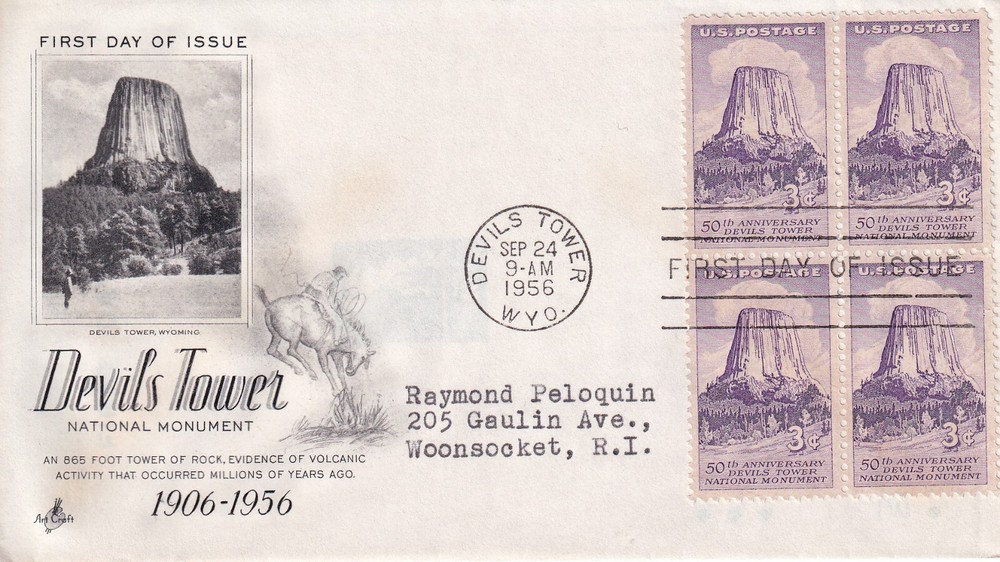 FIRST DAY OF ISSUE
DEVILS TOWER, WYOMING
Devil's Tower
NATIONAL MONUMENT
AN 865 FOOT TOWER OF ROCK, EVIDENCE OF VOLCANIC
ACTIVITY THAT OCCURRED MILLIONS OF YEARS AGO.
1906-1956
Art Craft
DEVILS TOWER
SEP 24
9-AM
1956
WYO.
Raymond Peloquin
205 Gaulin Ave.,
Woonsocket, R.I.
U.S. POSTAGE
3¢
50th ANNIVERSARY
DEVILS TOWER
NATIONAL MONUMENT
U.S. POSTAGE
3¢
50th ANNIVERSARY
DEVILS TOWER
NATIONAL MONUMENT
FIRST DAY OF ISSUE
U.S. POSTAGE
3¢
50th ANNIVERSARY
DEVILS TOWER
NATIONAL MONUMENT
U.S. POSTAGE
3¢
50th ANNIVERSARY
DEVILS TOWER
NATIONAL MONUMENT